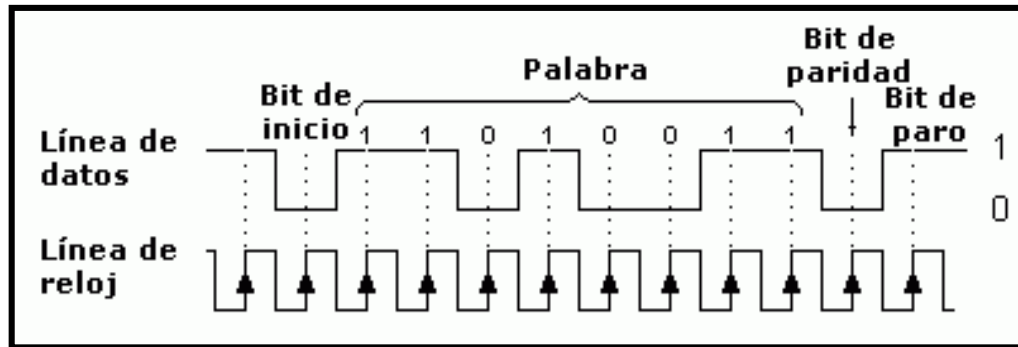 Bit de
paridad
Palabra
Bit de
inicio
Bit de
paro
1 1 0 1 0 0 1 1
Línea de
datos
1
0
Línea de
reloj